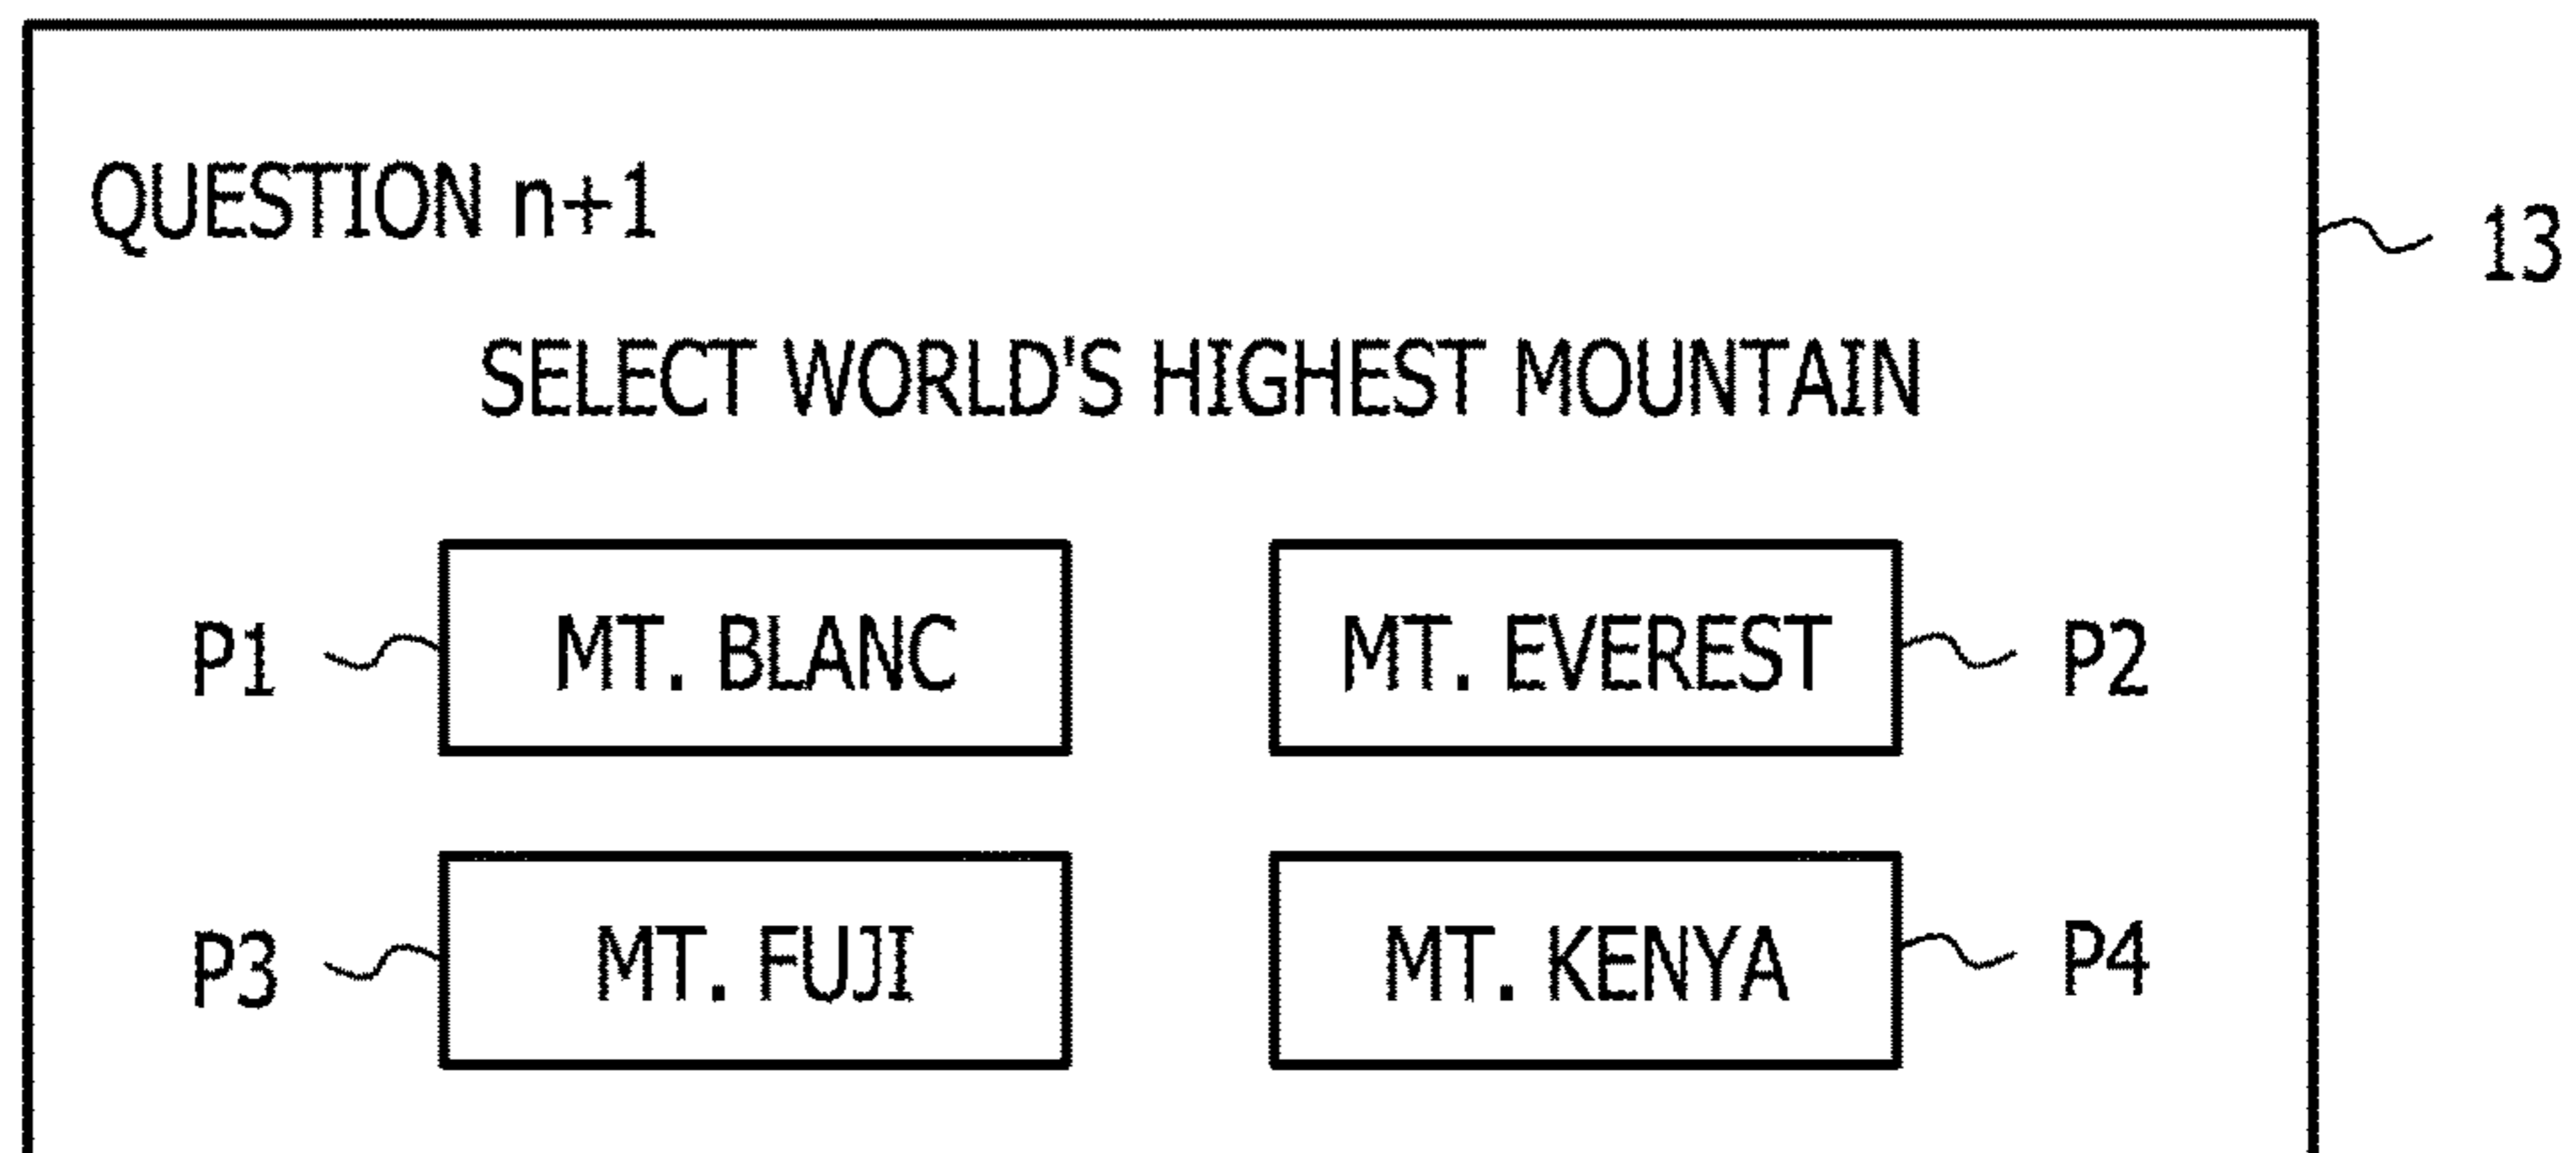 QUESTION n+1
13
SELECT WORLD'S HIGHEST MOUNTAIN
P1 MT. BLANC MT. EVEREST P2
P3 MT. FUJI MT. KENYA P4